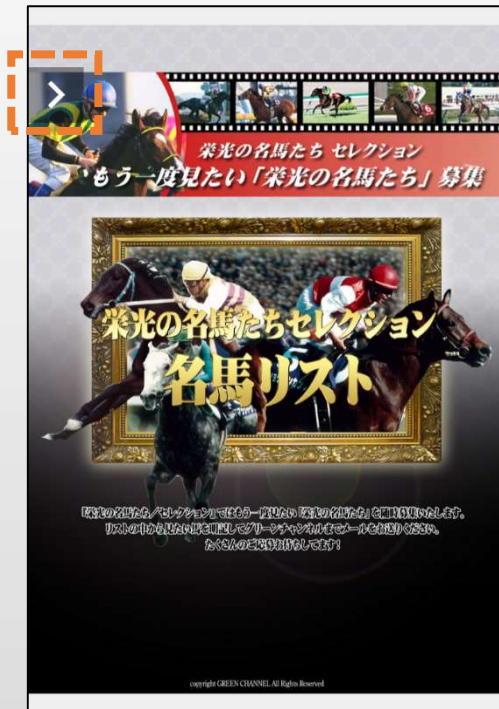 栄光の名馬たち セレクション
もう一度見たい「栄光の名馬たち」募集
栄光の名馬たちセレクション
名馬リスト
『栄光の名馬たち／セレクション』ではもう一度見たい『栄光の名馬たち』を随時募集いたします。
リストの中から見たい馬を明記してグリーンチャンネルまでメールをお送りください。
たくさんのご応募お待ちしてます！
copyright GREEN CHANNEL All Rights Reserved